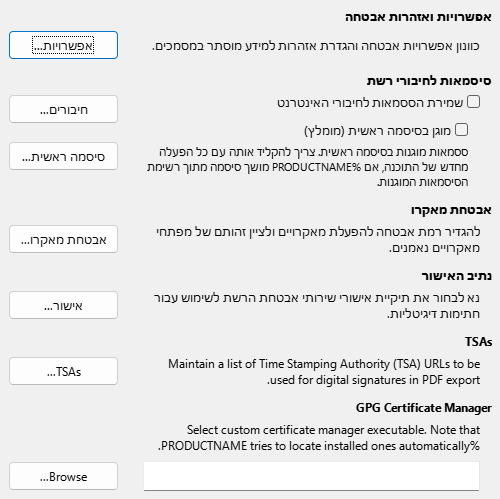 אפשרויות ואזהרות אבטחה
כוונון אפשרויות אבטחה והגדרת אזהרות למידע מוסתר במסמכים.
אפשרויות...
סיסמאות לחיבורי רשת
שמירת הססמאות לחיבורי האינטרנט
חיבורים...
מוגן בסיסמה ראשית (מומלץ)
ססמאות מוגנות בסיסמה ראשית. צריך להקליד אותה עם כל הפעלה
מחדש של התוכנה, אם %PRODUCTNAME מושך סיסמה מתוך רשימת
הסיסמאות המוגנות.
סיסמה ראשית...
אבטחת מאקרו
להגדיר רמת אבטחה להפעלת מאקרויים ולציין זהותם של מפתחי
מאקרויים נאמנים.
אבטחת מאקרו...
נתיב האישור
נא לבחור את תיקיית אישורי שירותי אבטחת הרשת לשימוש עבור
חתימות דיגיטליות.
אישור...
TSAs
Maintain a list of Time Stamping Authority (TSA) URLs to be
.used for digital signatures in PDF export
...TSAs
GPG Certificate Manager
Select custom certificate manager executable. Note that
.PRODUCTNAME tries to locate installed ones automatically%
...Browse